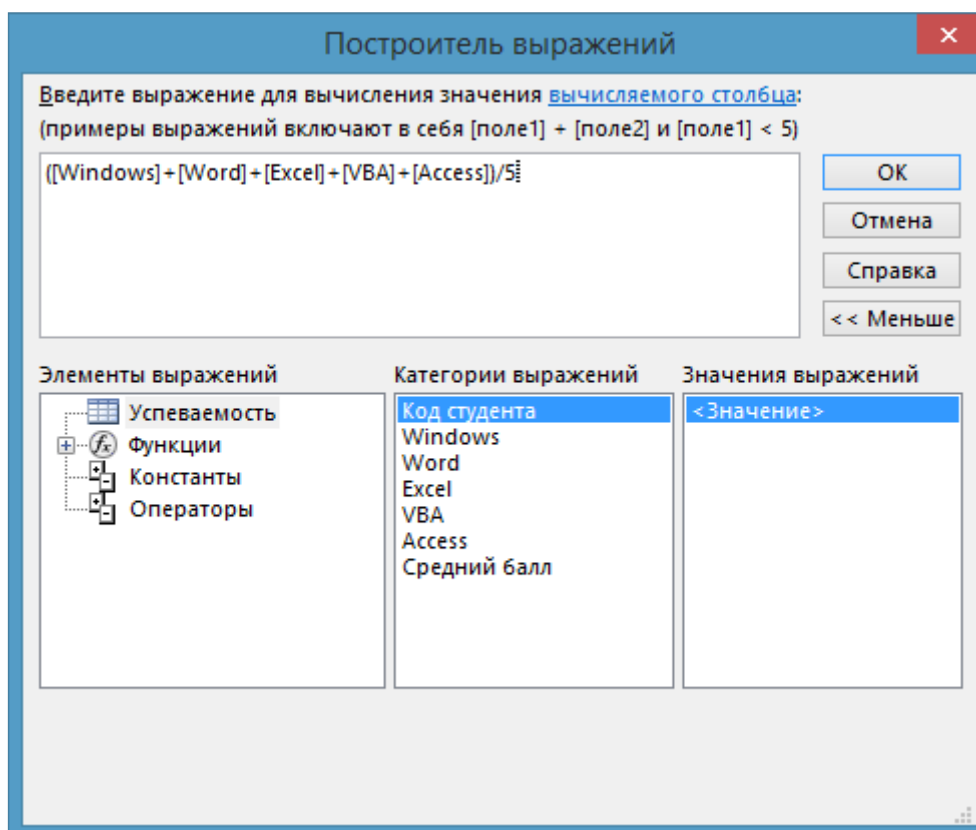 Построитель выражений
Введите выражение для вычисления значения вычисляемого столбца:
(примеры выражений включают в себя [поле1] + [поле2] и [поле1] < 5)
([Windows]+[Word]+[Excel]+[VBA]+[Access])/5
ОК
Отмена
Справка
<< Меньше
Элементы выражений
Успеваемость
Функции
Константы
Операторы
Категории выражений
Код студента
Windows
Word
Excel
VBA
Access
Средний балл
Значения выражений
<Значение>